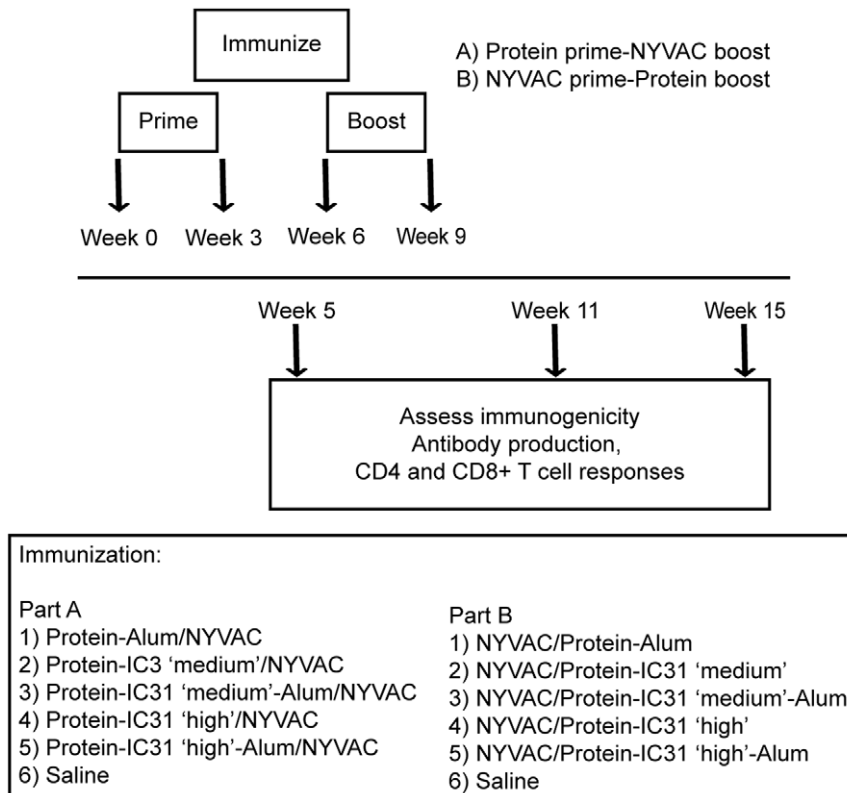 Immunize
A) Protein prime-NYVAC boost
B) NYVAC prime-Protein boost
Prime
Boost
Week 0
Week 3
Week 6
Week 9
Week 5
Week 11
Week 15
Assess immunogenicity
Antibody production,
CD4 and CD8+ T cell responses
Immunization:
Part A
1) Protein-Alum/NYVAC
2) Protein-IC3 ‘medium’/NYVAC
3) Protein-IC31 ‘medium’-Alum/NYVAC
4) Protein-IC31 ‘high’/NYVAC
5) Protein-IC31 ‘high’-Alum/NYVAC
6) Saline
Part B
1) NYVAC/Protein-Alum
2) NYVAC/Protein-IC31 ‘medium’
3) NYVAC/Protein-IC31 ‘medium’-Alum
4) NYVAC/Protein-IC31 ‘high’
5) NYVAC/Protein-IC31 ‘high’-Alum
6) Saline